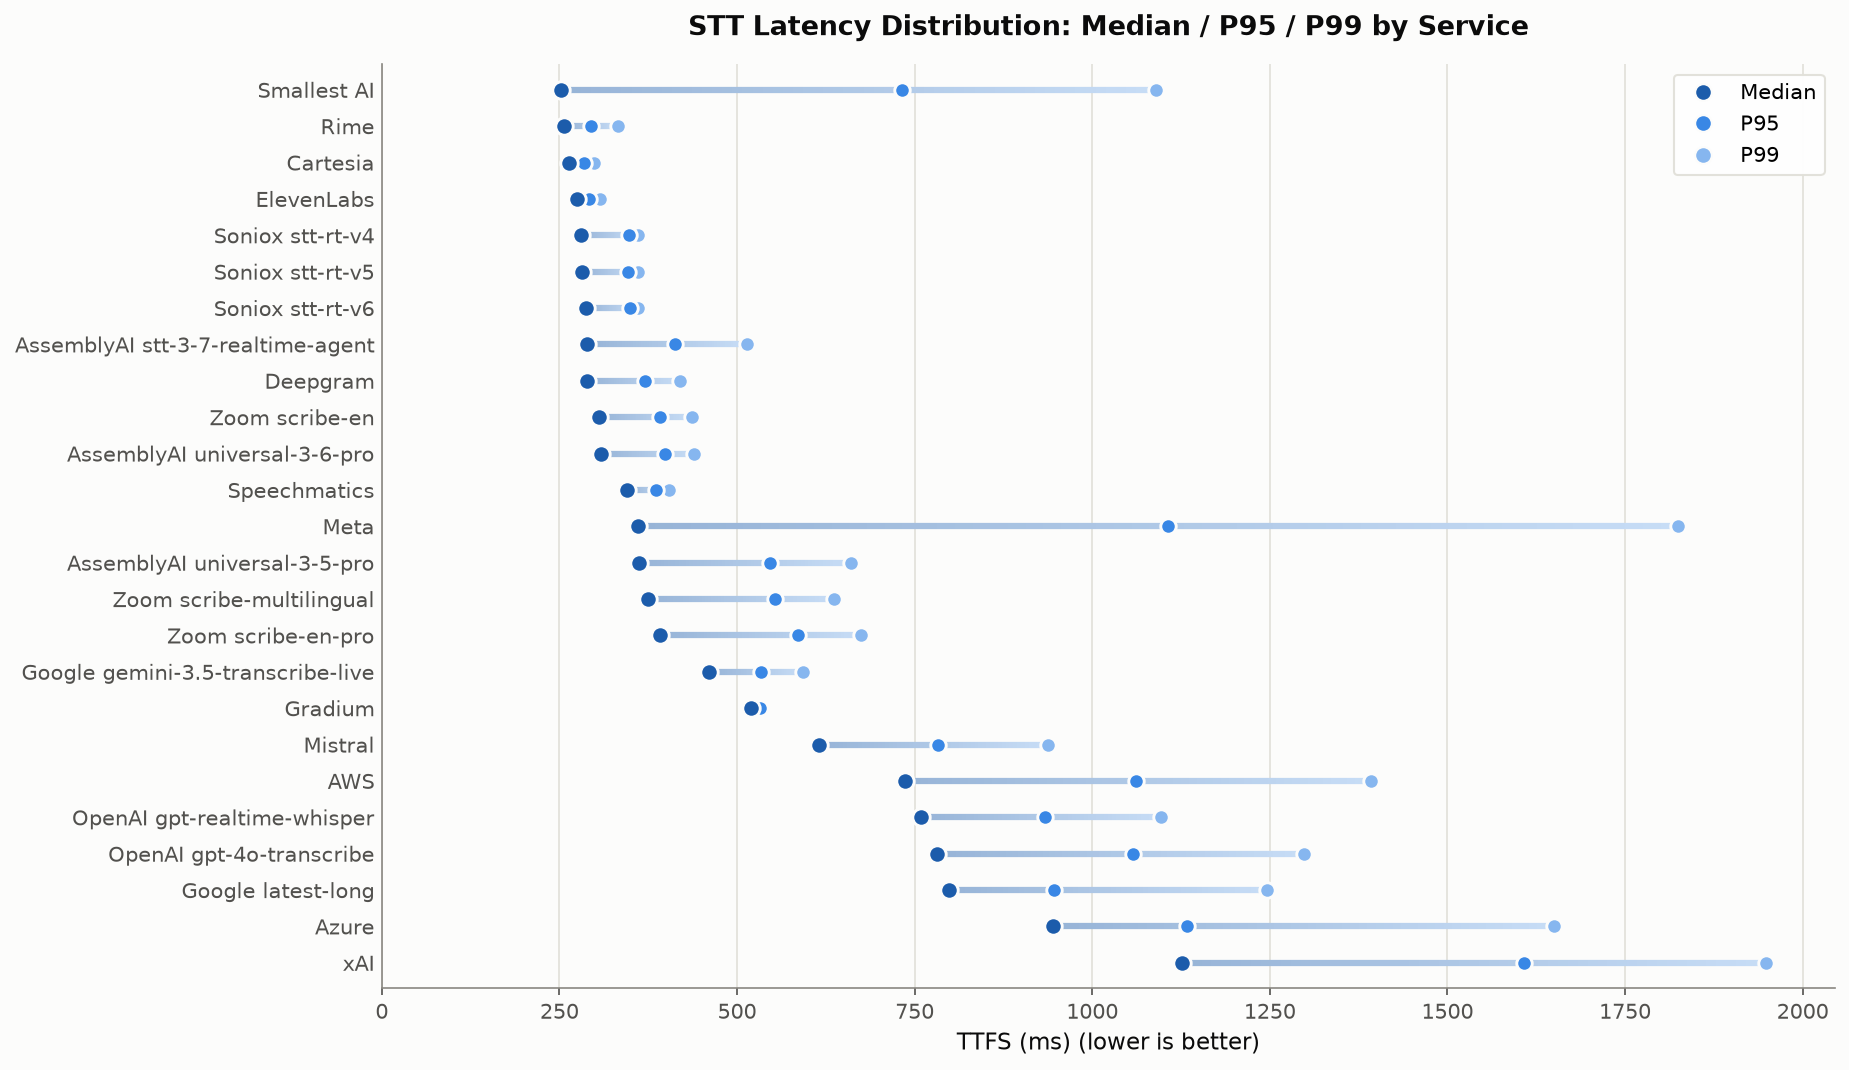 STT Latency Distribution: Median / P95 / P99 by Service
Median
P95
P99
Smallest AI
Rime
Cartesia
ElevenLabs
Soniox stt-rt-v4
Soniox stt-rt-v5
Soniox stt-rt-v6
AssemblyAI stt-3-7-realtime-agent
Deepgram
Zoom scribe-en
AssemblyAI universal-3-6-pro
Speechmatics
Meta
AssemblyAI universal-3-5-pro
Zoom scribe-multilingual
Zoom scribe-en-pro
Google gemini-3.5-transcribe-live
Gradium
Mistral
AWS
OpenAI gpt-realtime-whisper
OpenAI gpt-4o-transcribe
Google latest-long
Azure
xAI
0 250 500 750 1000 1250 1500 1750 2000
TTFS (ms) (lower is better)